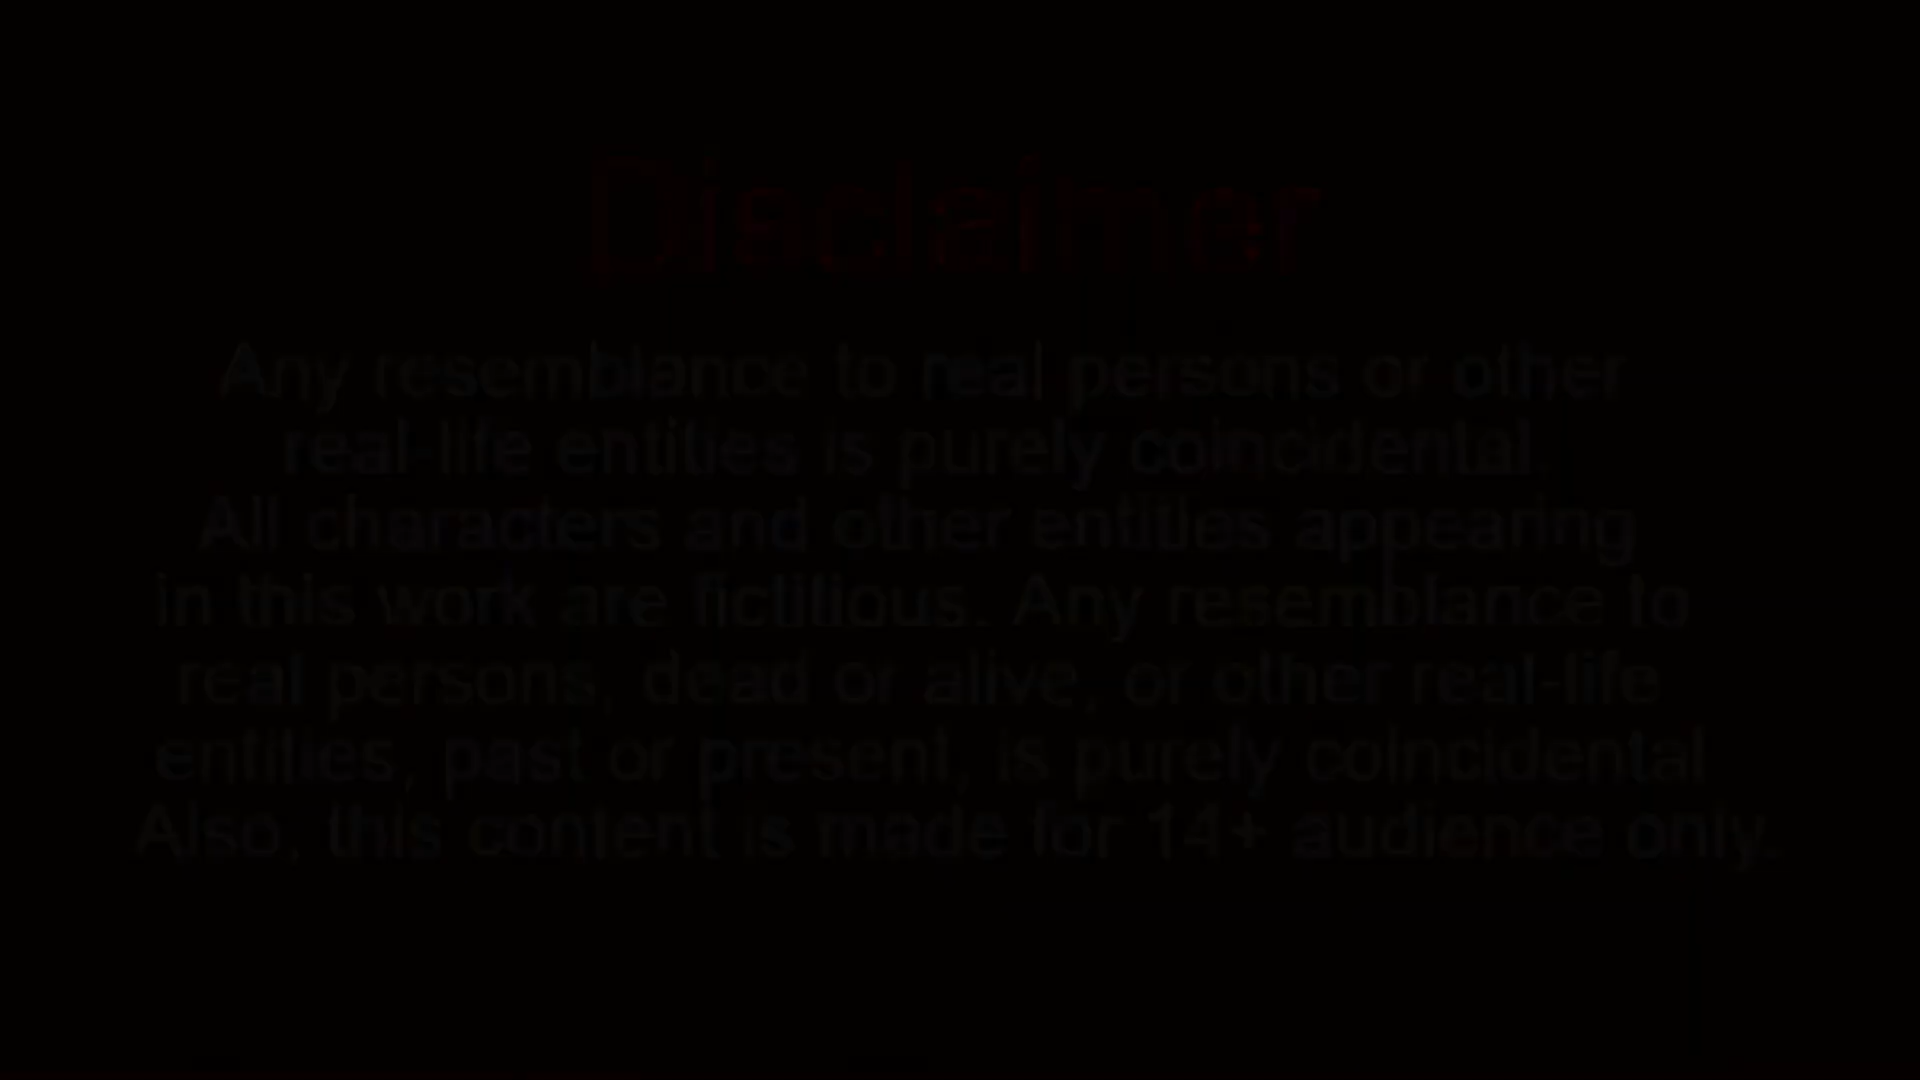 Disclaimer
Any resemblance to real persons or other
real-life entities is purely coincidental.
All characters and other entities appearing
in this work are fictitious. Any resemblance to
real persons, dead or alive, or other real-life
entities, past or present, is purely coincidental
Also, this content is made for 14+ audience only.